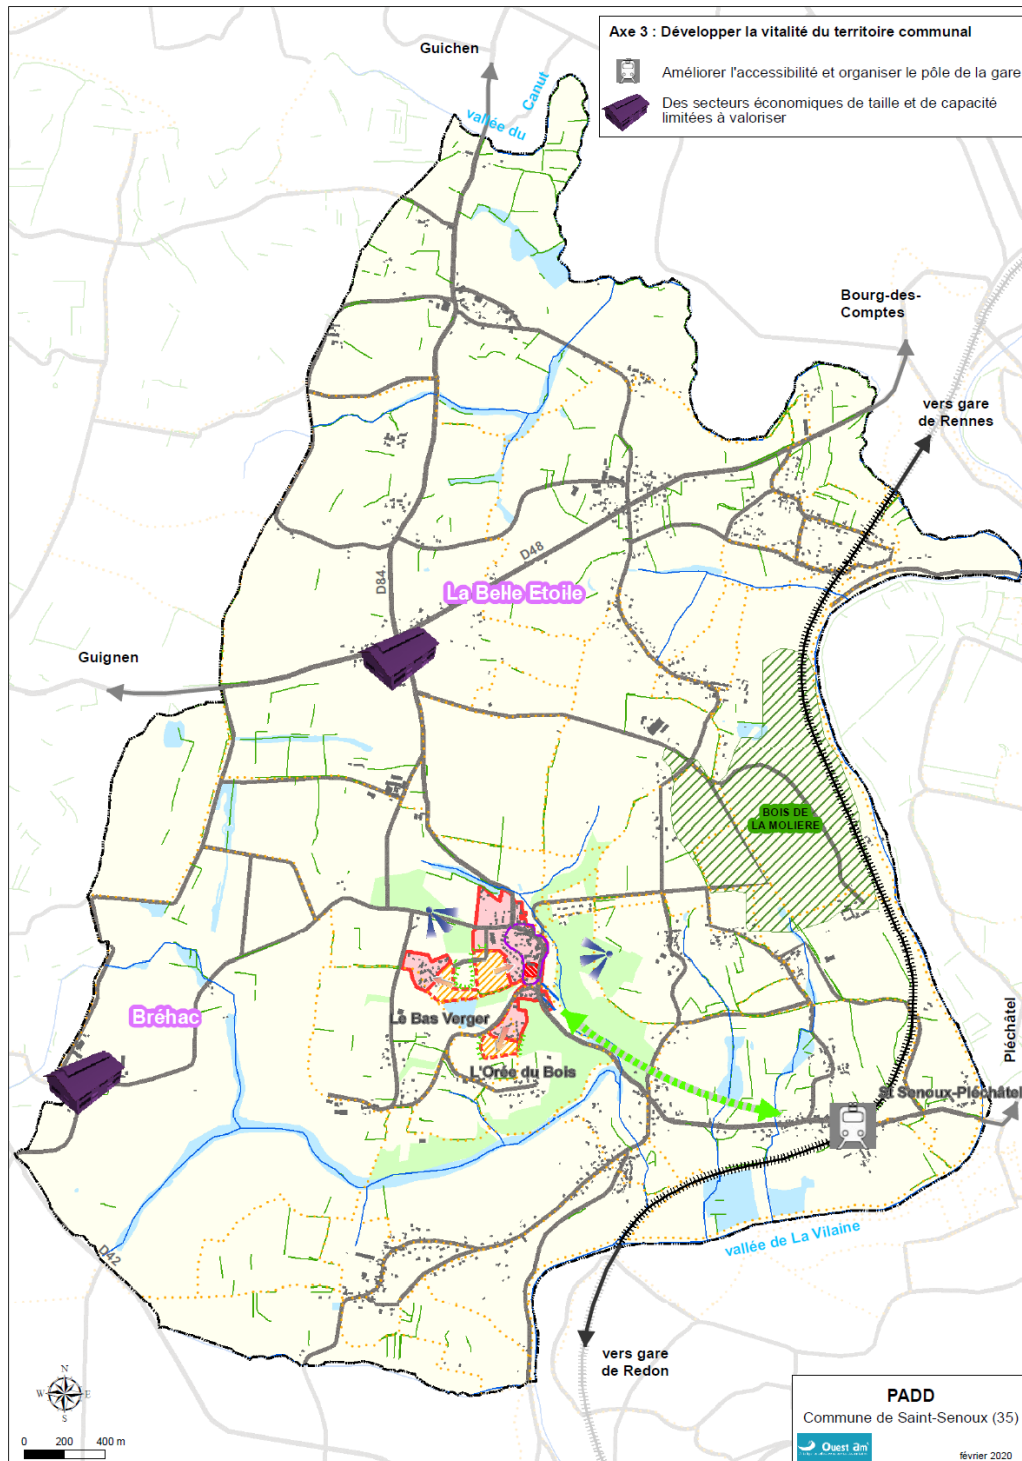 Axe 3 : Développer la vitalité du territoire communal
Améliorer l'accessibilité et organiser le pôle de la gare
Des secteurs économiques de taille et de capacité
limitées à valoriser
Guichen
vallée du
Canut
Bourg-des-
Comptes
vers gare
de Rennes
D48
D84
La Belle Etoile
Guignen
BOIS DE
LA MOLIERE
Bréhac
Le Bas Verger
L'Orée du Bois
Pléchâtel
St Senoux-Pléchâtel
vallée de La Vilaine
D42
vers gare
de Redon
N
W
E
S
0 200 400 m
PADD
Commune de Saint-Senoux (35)
Ouest am'
février 2020